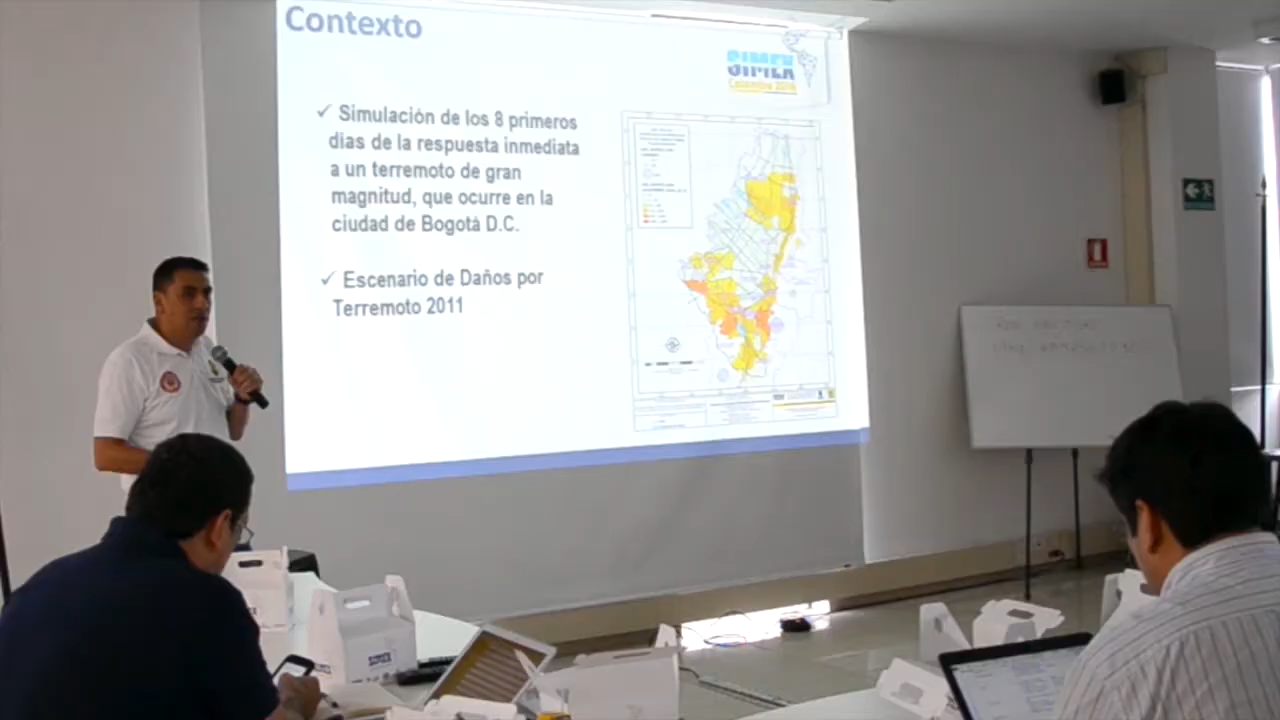 Contexto
SIMEX
Colombia 2016
✓ Simulación de los 8 primeros
dias de la respuesta inmediata
a un terremoto de gran
magnitud, que ocurre en la
ciudad de Bogotá D.C.
✓ Escenario de Daños por
Terremoto 2011
SIMEX